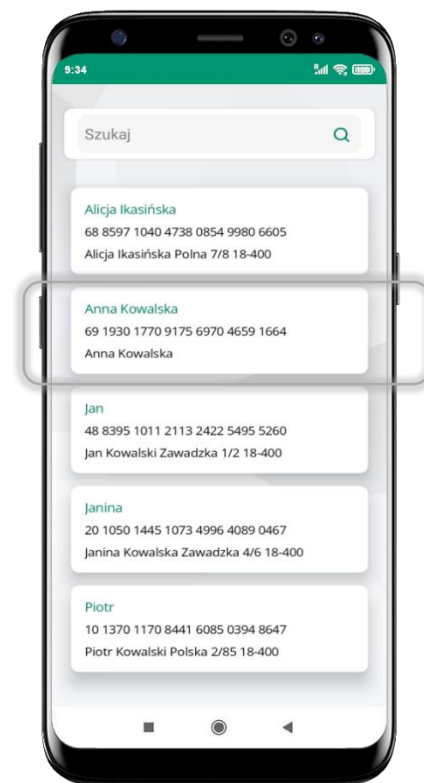 9:34
Szukaj
Alicja Ikasińska
68 8597 1040 4738 0854 9980 6605
Alicja Ikasińska Polna 7/8 18-400
Anna Kowalska
69 1930 1770 9175 6970 4659 1664
Anna Kowalska
Jan
48 8395 1011 2113 2422 5495 5260
Jan Kowalski Zawadzka 1/2 18-400
Janina
20 1050 1445 1073 4996 4089 0467
Janina Kowalska Zawadzka 4/6 18-400
Piotr
10 1370 1170 8441 6085 0394 8647
Piotr Kowalski Polska 2/85 18-400